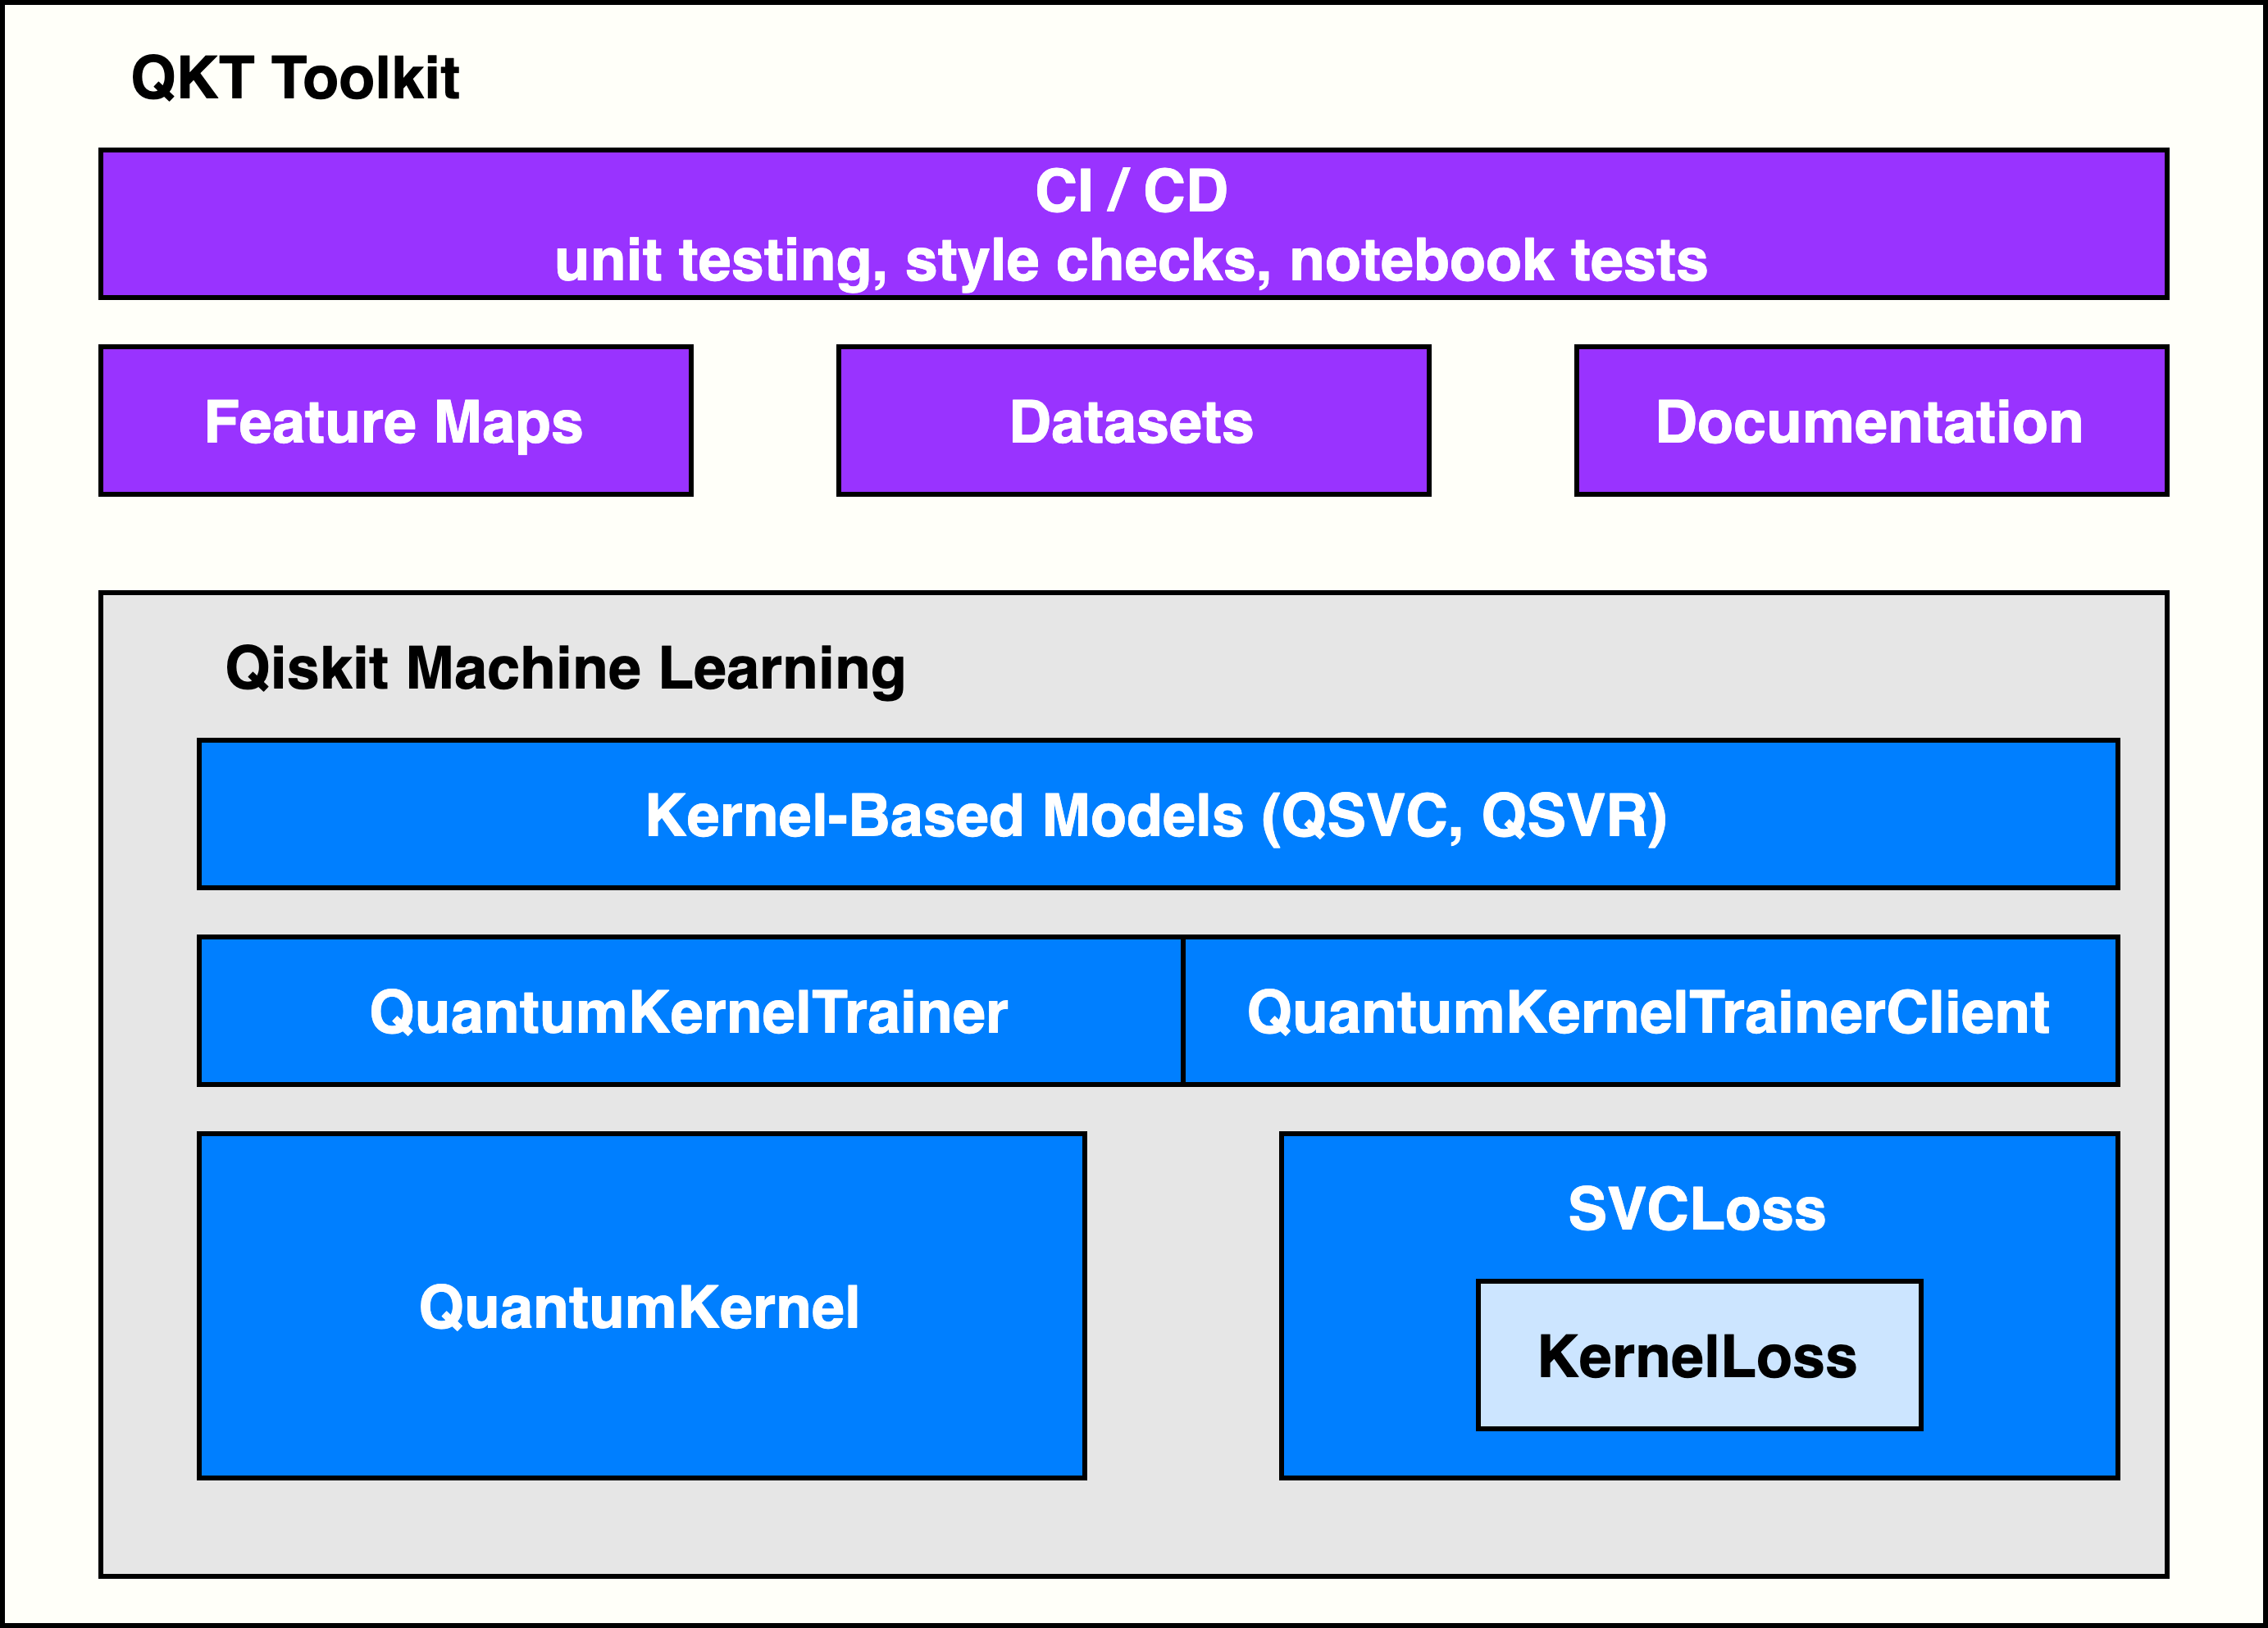 QKT Toolkit
CI / CD
unit testing, style checks, notebook tests
Feature Maps
Datasets
Documentation
Qiskit Machine Learning
Kernel-Based Models (QSVC, QSVR)
QuantumKernelTrainer
QuantumKernelTrainerClient
QuantumKernel
SVCLoss
KernelLoss